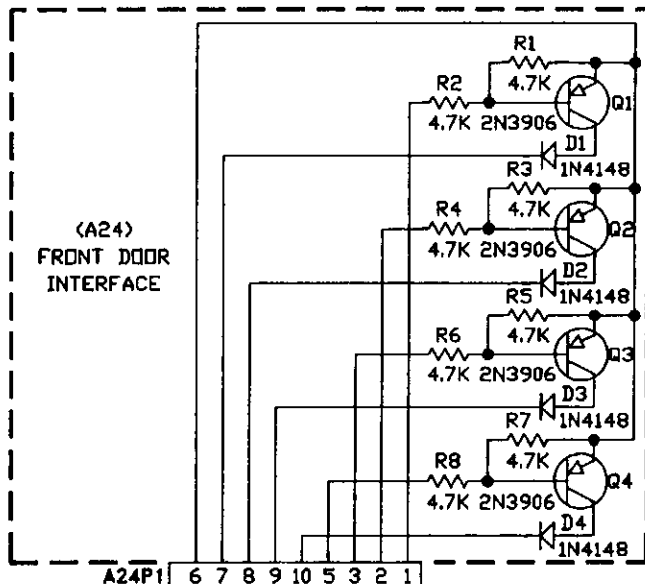 R1
4.7K
R2
4.7K 2N3906
Q1
D1
1N4148
R3
4.7K
R4
4.7K 2N3906
Q2
D2
1N4148
R5
4.7K
R6
4.7K 2N3906
Q3
D3
1N4148
R7
4.7K
R8
4.7K 2N3906
Q4
D4
1N4148
(A24)
FRONT DOOR
INTERFACE
A24P1 6 7 8 9 10 5 3 2 1